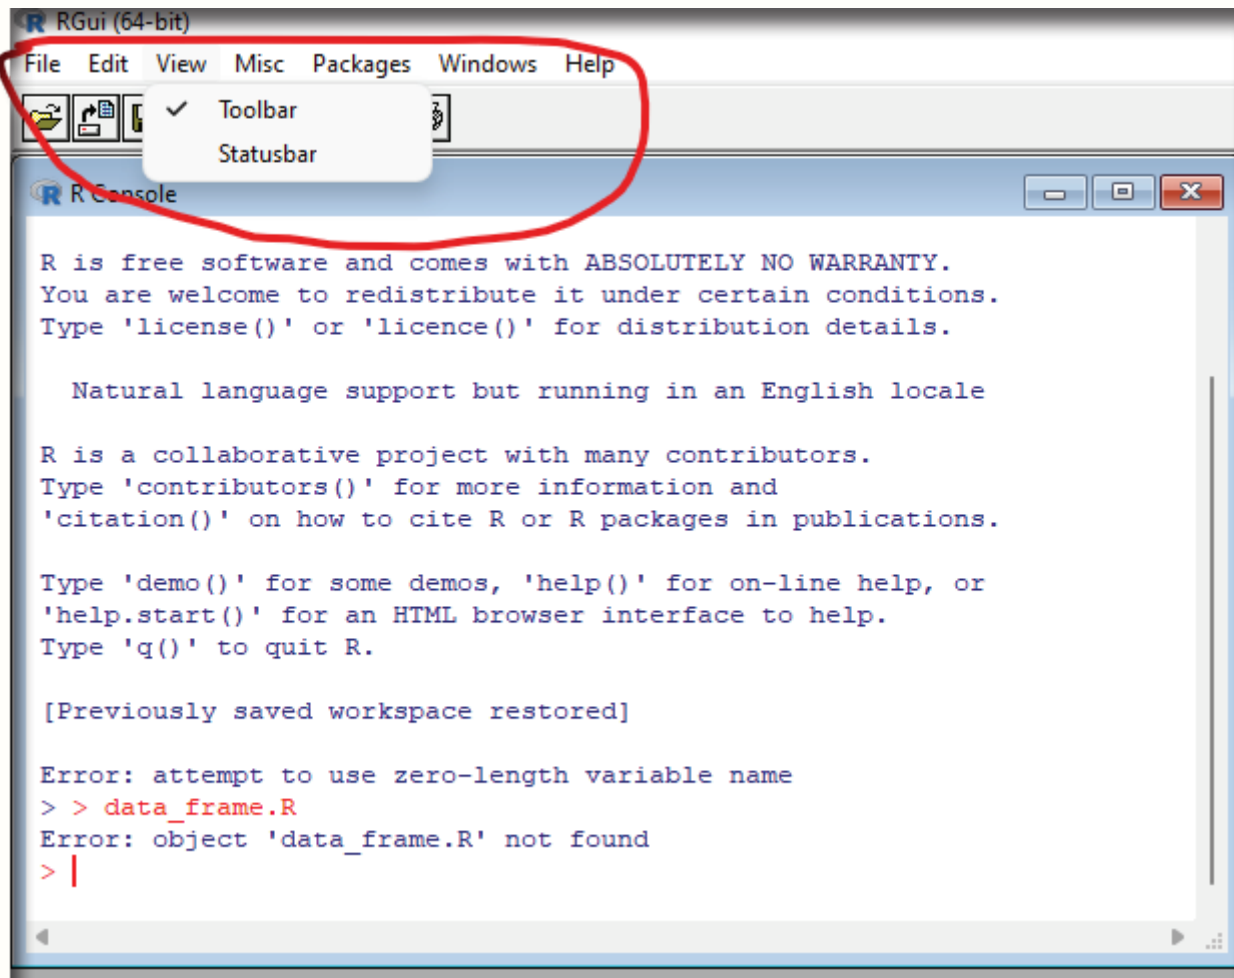 RGui (64-bit)
File Edit View Misc Packages Windows Help
Toolbar
Statusbar
R Console
R is free software and comes with ABSOLUTELY NO WARRANTY.
You are welcome to redistribute it under certain conditions.
Type 'license()' or 'licence()' for distribution details.
Natural language support but running in an English locale
R is a collaborative project with many contributors.
Type 'contributors()' for more information and
'citation()' on how to cite R or R packages in publications.
Type 'demo()' for some demos, 'help()' for on-line help, or
'help.start()' for an HTML browser interface to help.
Type 'q()' to quit R.
[Previously saved workspace restored]
Error: attempt to use zero-length variable name
> > data_frame.R
Error: object 'data_frame.R' not found
>